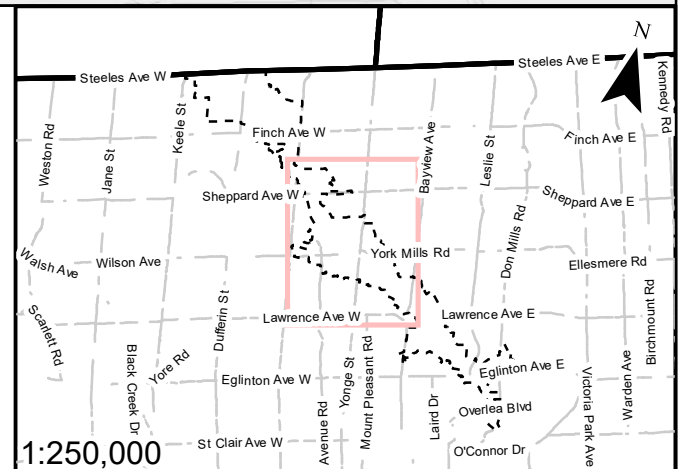 N
Steeles Ave W
Steeles Ave E
Kennedy Rd
Weston Rd
Jane St
Keele St
Finch Ave W
Bayview Ave
Leslie St
Finch Ave E
Sheppard Ave W
Sheppard Ave E
Don Mills Rd
Walsh Ave
Wilson Ave
York Mills Rd
Ellesmere Rd
Scarlett Rd
Dufferin St
Lawrence Ave W
Lawrence Ave E
Birchmount Rd
Black Creek Dr
Yore Rd
Eglinton Ave W
Avenue Rd
Yonge St
Mount Pleasant Rd
Laird Dr
Eglinton Ave E
Overlea Blvd
Victoria Park Ave
Warden Ave
St Clair Ave W
O'Connor Dr
1:250,000